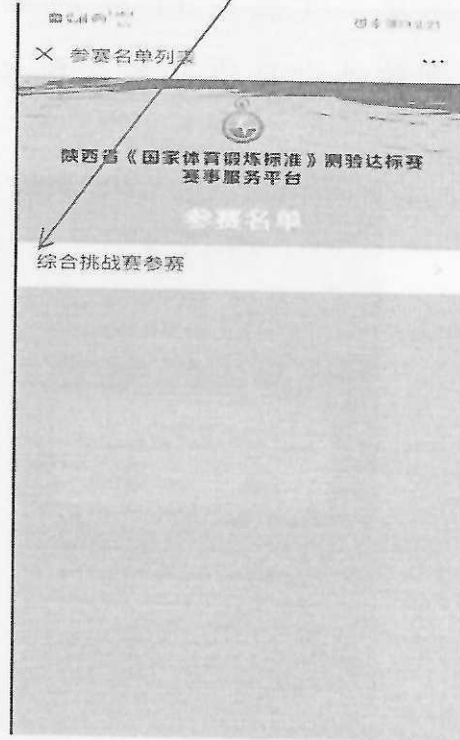 × 参赛名单列表
...
陕西省《国家体育锻炼标准》测验达标赛
赛事服务平台
参赛名单
综合挑战赛参赛